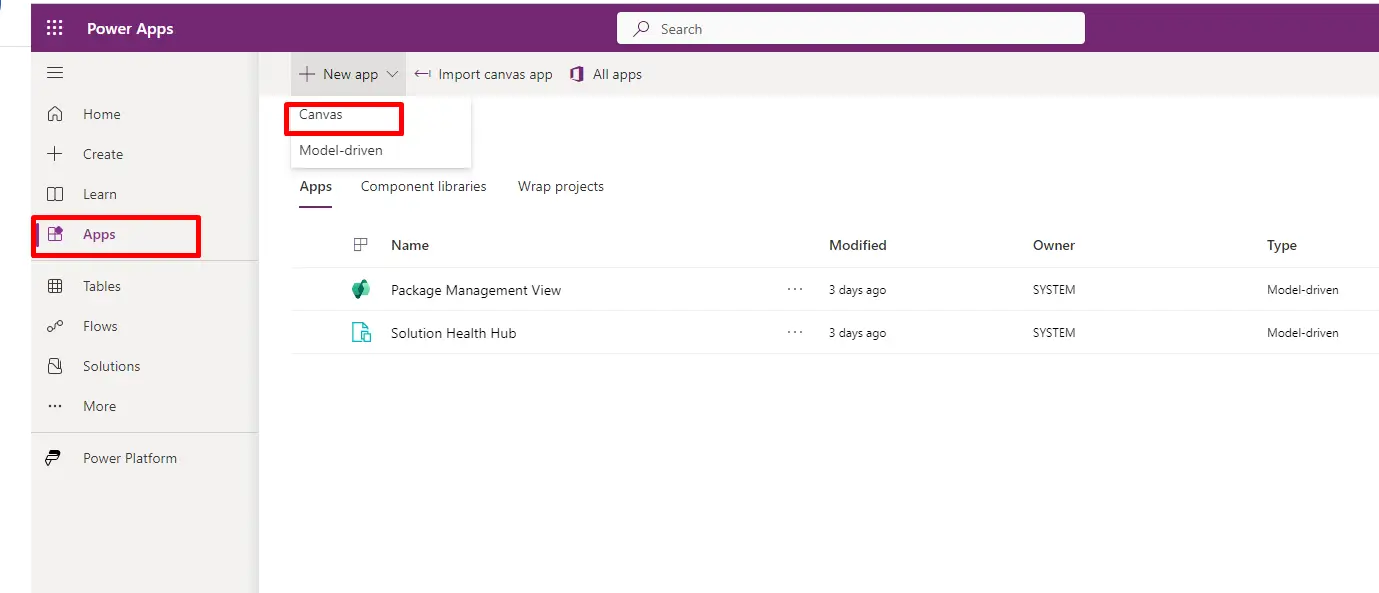 Power Apps
Search
New app
Import canvas app
All apps
Home
Create
Learn
Apps
Tables
Flows
Solutions
More
Power Platform
Canvas
Model-driven
Apps Component libraries Wrap projects
Name Modified Owner Type
Package Management View ... 3 days ago SYSTEM Model-driven
Solution Health Hub ... 3 days ago SYSTEM Model-driven